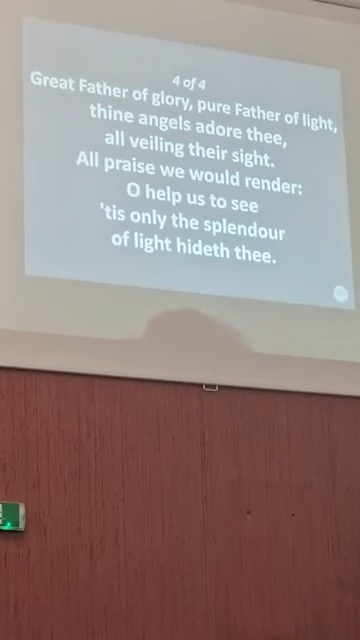 4 of 4
Great Father of glory, pure Father of light,
thine angels adore thee,
all veiling their sight.
All praise we would render:
O help us to see
'tis only the splendour
of light hideth thee.